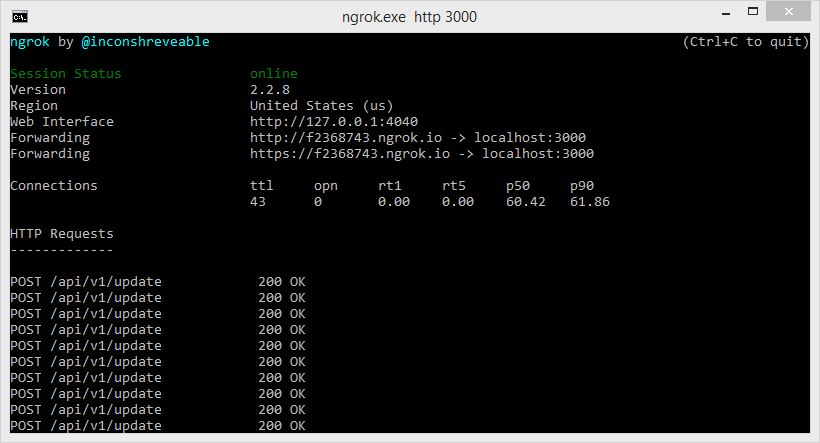 ngrok.exe http 3000
ngrok by @inconshreveable (Ctrl+C to quit)
Session Status online
Version 2.2.8
Region United States (us)
Web Interface http://127.0.0.1:4040
Forwarding http://f2368743.ngrok.io -> localhost:3000
Forwarding https://f2368743.ngrok.io -> localhost:3000
Connections ttl opn rt1 rt5 p50 p90
43 0 0.00 0.00 60.42 61.86
HTTP Requests
-------------
POST /api/v1/update 200 OK
POST /api/v1/update 200 OK
POST /api/v1/update 200 OK
POST /api/v1/update 200 OK
POST /api/v1/update 200 OK
POST /api/v1/update 200 OK
POST /api/v1/update 200 OK
POST /api/v1/update 200 OK
POST /api/v1/update 200 OK
POST /api/v1/update 200 OK